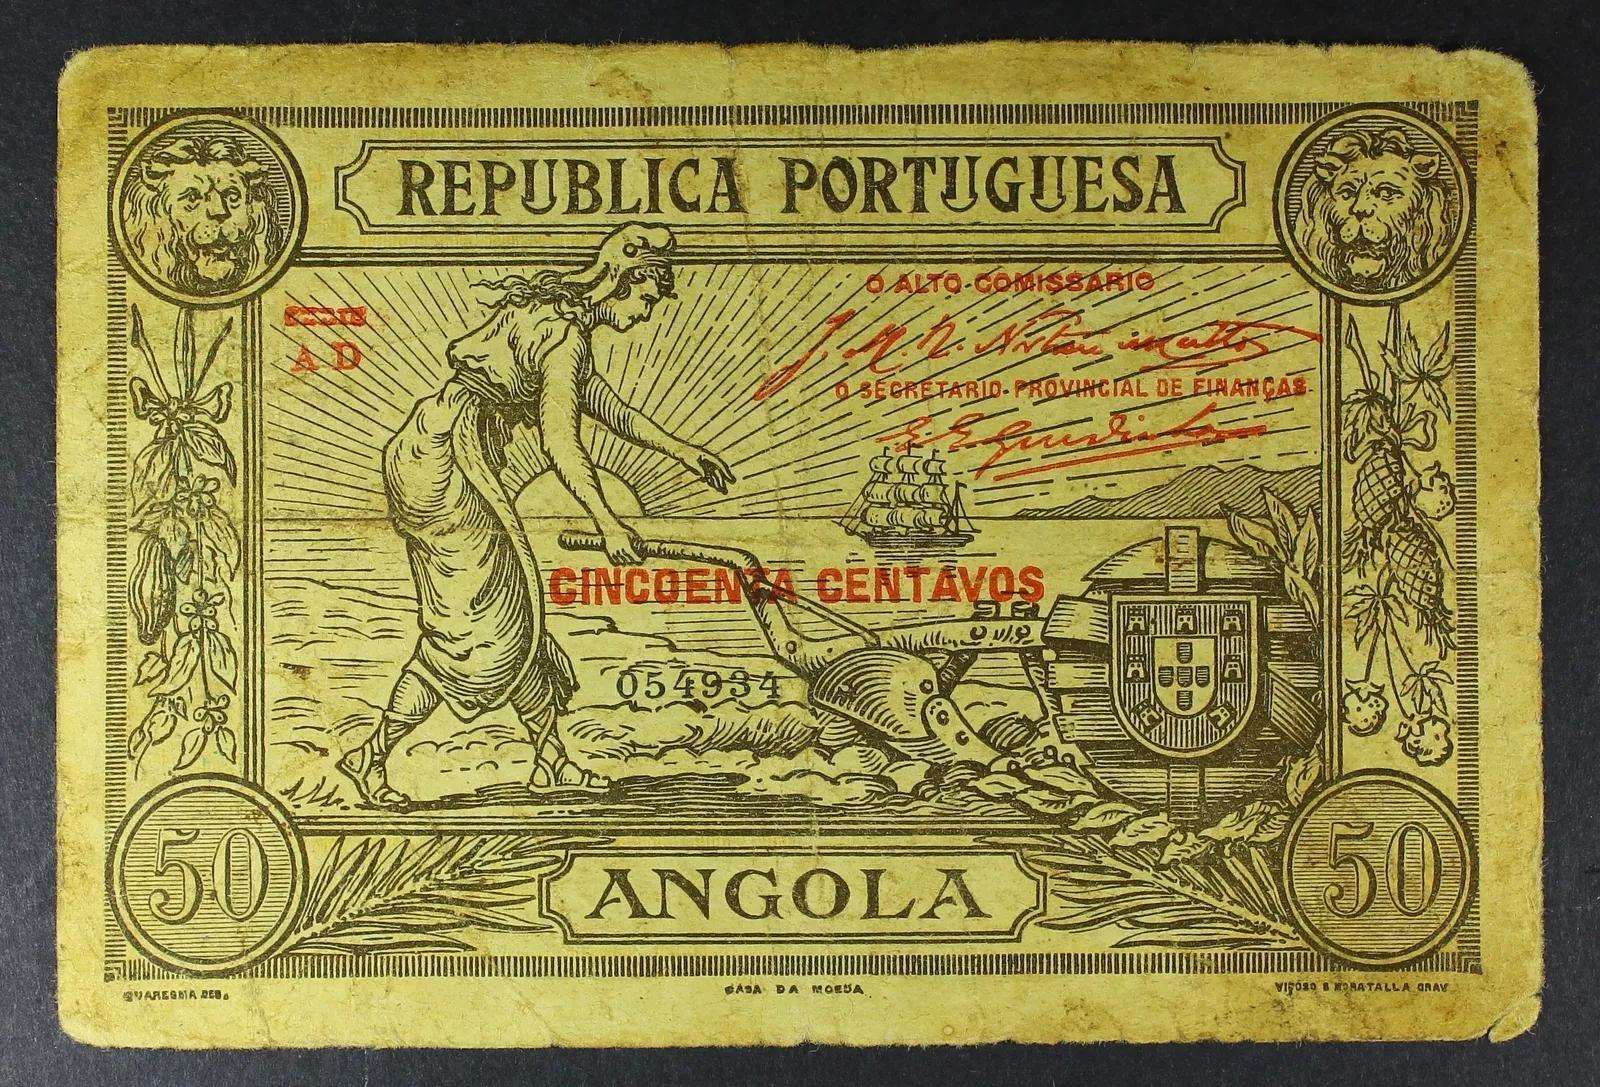 REPUBLICA PORTUGUESA
O ALTO COMISSARIO
SERIE
A D
O SECRETARIO PROVINCIAL DE FINANÇAS
CINCOENTA CENTAVOS
054934
50
50
ANGOLA
QUARESMA DES.
CASA DA MOEDA
VIÇOSO E MORATALLA GRAV